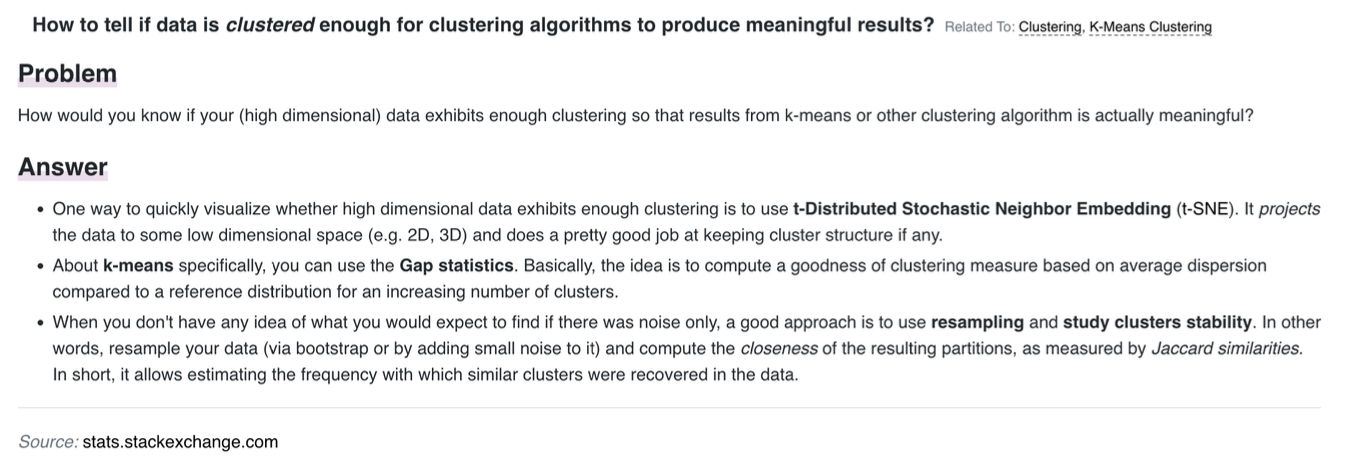 How to tell if data is clustered enough for clustering algorithms to produce meaningful results? Related To: Clustering, K-Means Clustering
Problem
How would you know if your (high dimensional) data exhibits enough clustering so that results from k-means or other clustering algorithm is actually meaningful?
Answer
• One way to quickly visualize whether high dimensional data exhibits enough clustering is to use t-Distributed Stochastic Neighbor Embedding (t-SNE). It projects
the data to some low dimensional space (e.g. 2D, 3D) and does a pretty good job at keeping cluster structure if any.
• About k-means specifically, you can use the Gap statistics. Basically, the idea is to compute a goodness of clustering measure based on average dispersion
compared to a reference distribution for an increasing number of clusters.
• When you don't have any idea of what you would expect to find if there was noise only, a good approach is to use resampling and study clusters stability. In other
words, resample your data (via bootstrap or by adding small noise to it) and compute the closeness of the resulting partitions, as measured by Jaccard similarities.
In short, it allows estimating the frequency with which similar clusters were recovered in the data.
Source: stats.stackexchange.com